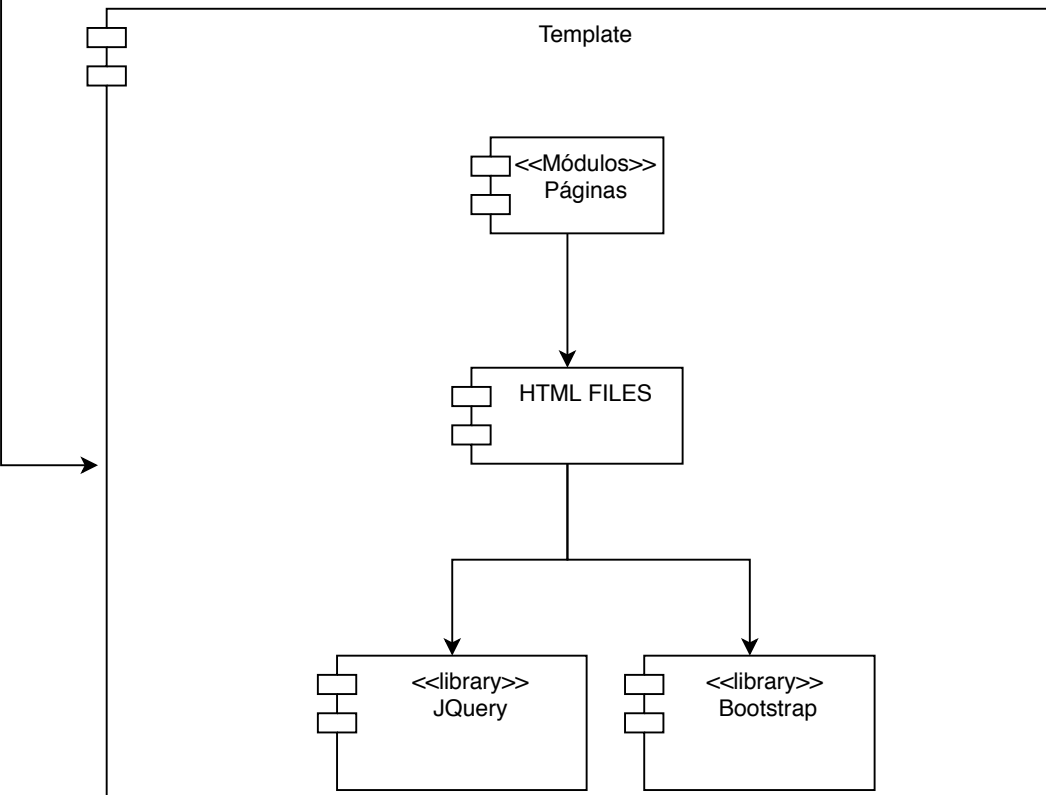 Template
<<Módulos>>
Páginas
HTML FILES
<<library>>
JQuery
<<library>>
Bootstrap